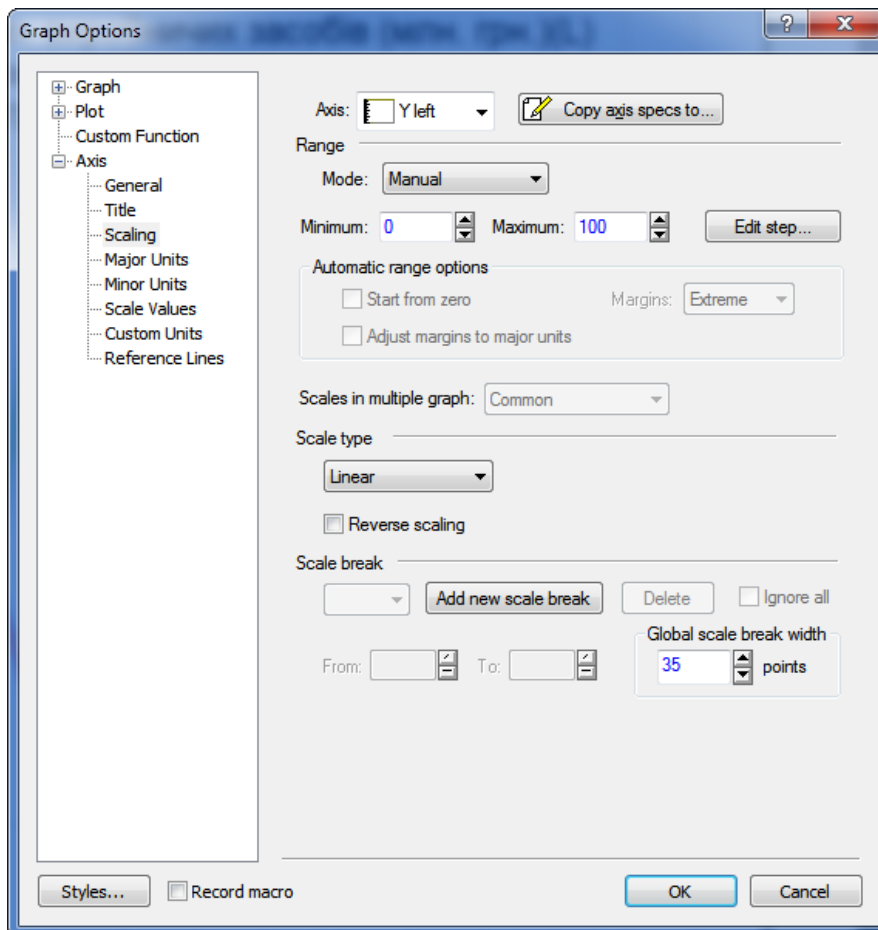 Graph Options
засобів (млн. грн.)(L)
Graph
Plot
Custom Function
Axis
General
Title
Scaling
Major Units
Minor Units
Scale Values
Custom Units
Reference Lines
Axis: Y left Copy axis specs to...
Range
Mode: Manual
Minimum: 0 Maximum: 100 Edit step...
Automatic range options
Start from zero Margins: Extreme
Adjust margins to major units
Scales in multiple graph: Common
Scale type
Linear
Reverse scaling
Scale break
Add new scale break Delete Ignore all
Global scale break width
From: To: 35 points
Styles... Record macro OK Cancel